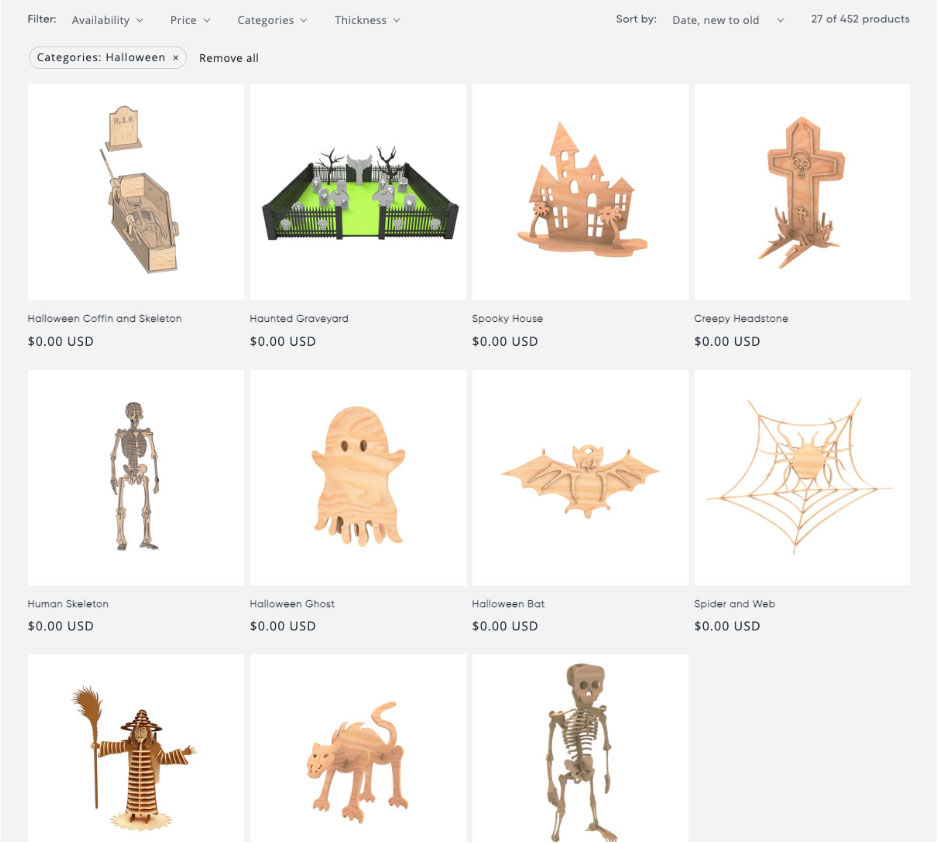 Filter: Availability Price Categories Thickness Sort by: Date, new to old 27 of 452 products
Categories: Halloween × Remove all
R.I.P.
Halloween Coffin and Skeleton Haunted Graveyard Spooky House Creepy Headstone
$0.00 USD $0.00 USD $0.00 USD $0.00 USD
Human Skeleton Halloween Ghost Halloween Bat Spider and Web
$0.00 USD $0.00 USD $0.00 USD $0.00 USD